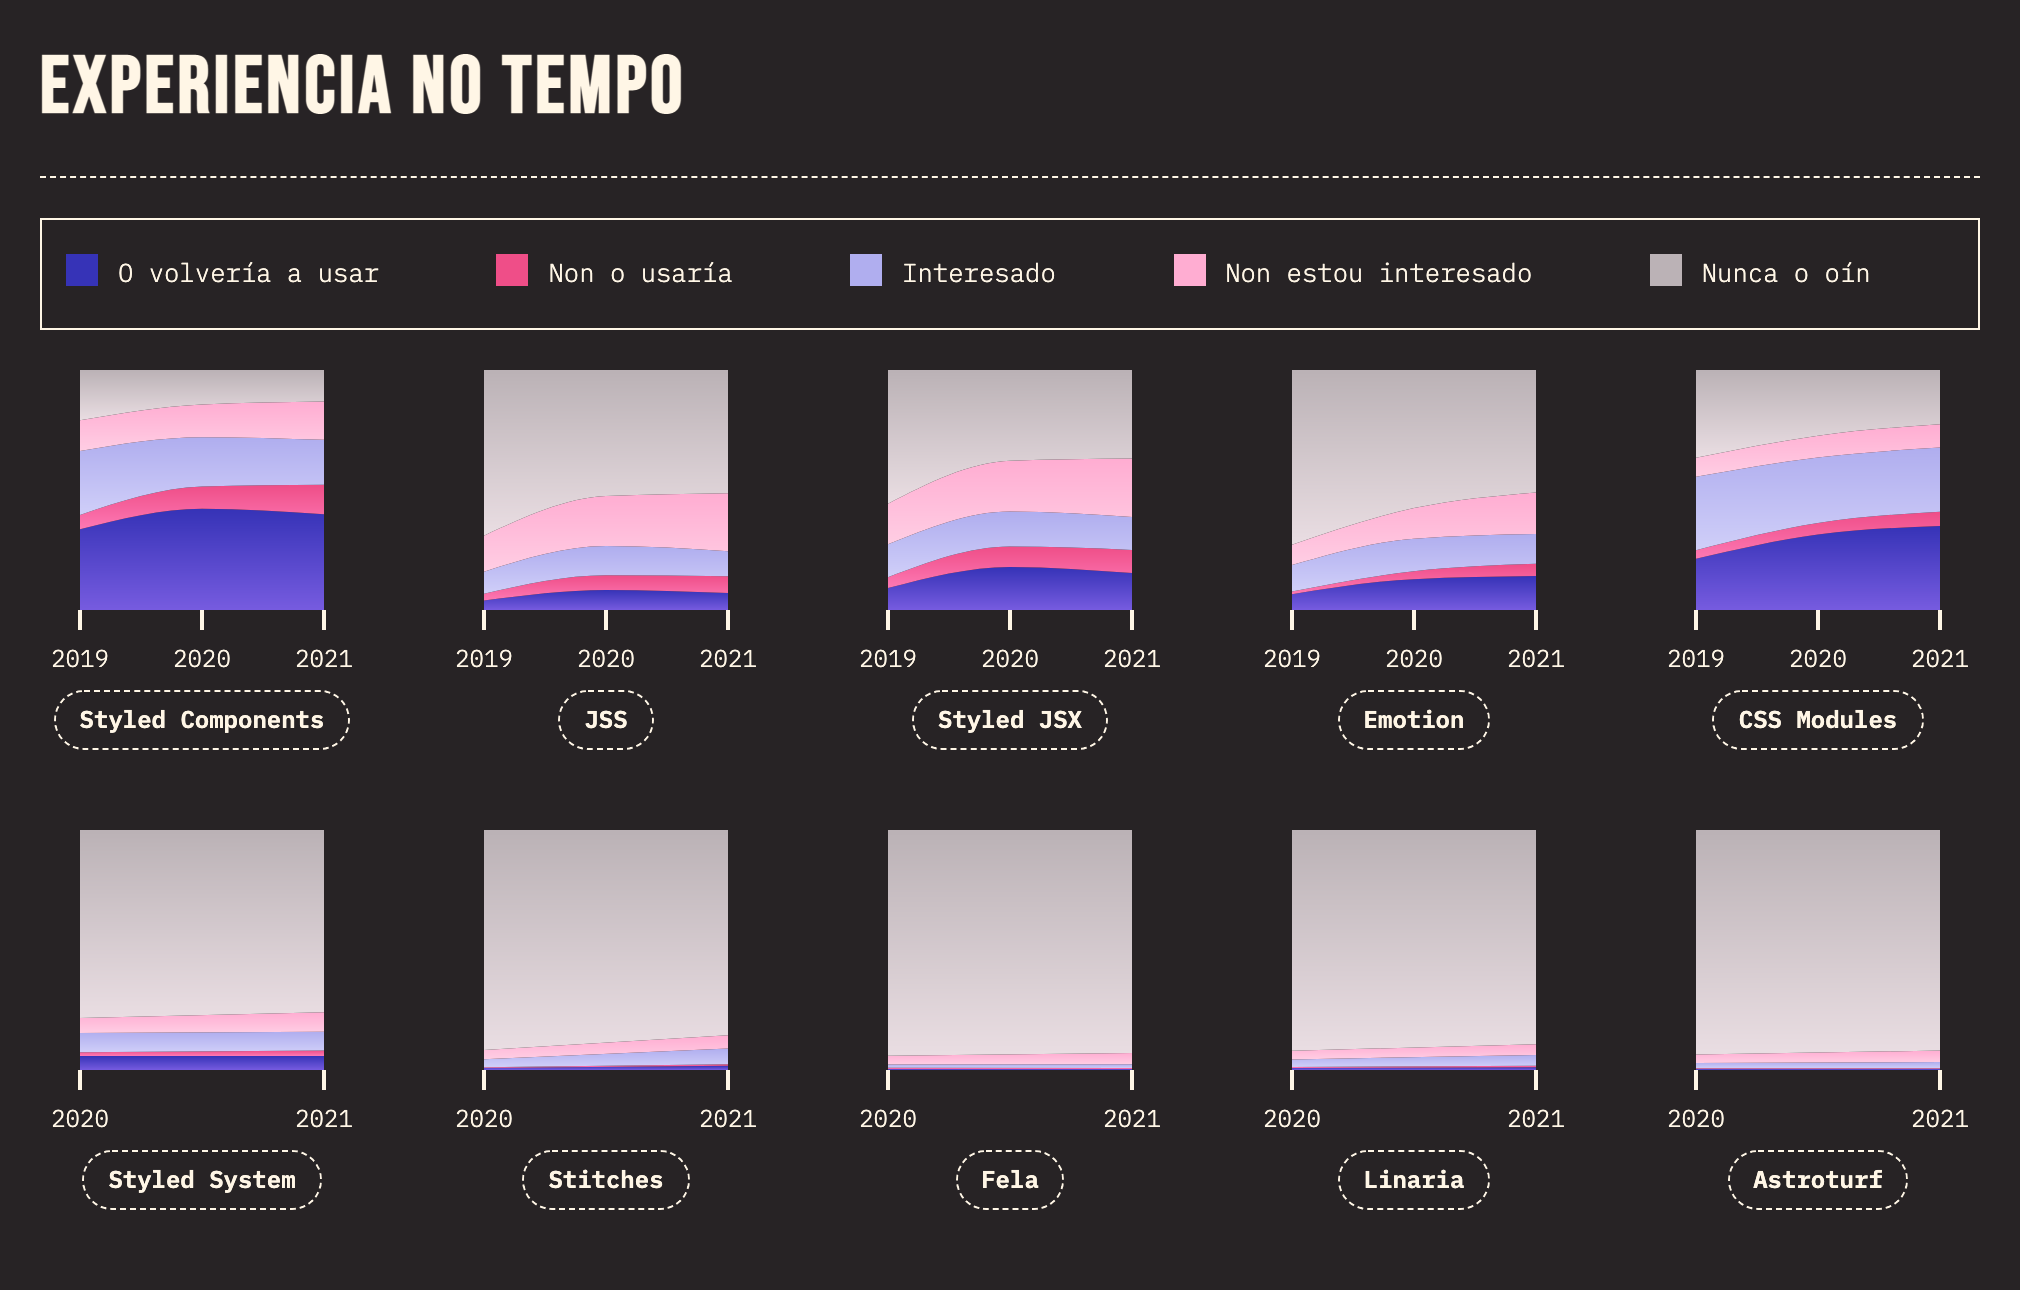 EXPERIENCIA NO TEMPO
O volvería a usar
Non o usaría
Interesado
Non estou interesado
Nunca o oín
2019 2020 2021
2019 2020 2021
2019 2020 2021
2019 2020 2021
2019 2020 2021
Styled Components
JSS
Styled JSX
Emotion
CSS Modules
2020 2021
2020 2021
2020 2021
2020 2021
2020 2021
Styled System
Stitches
Fela
Linaria
Astroturf